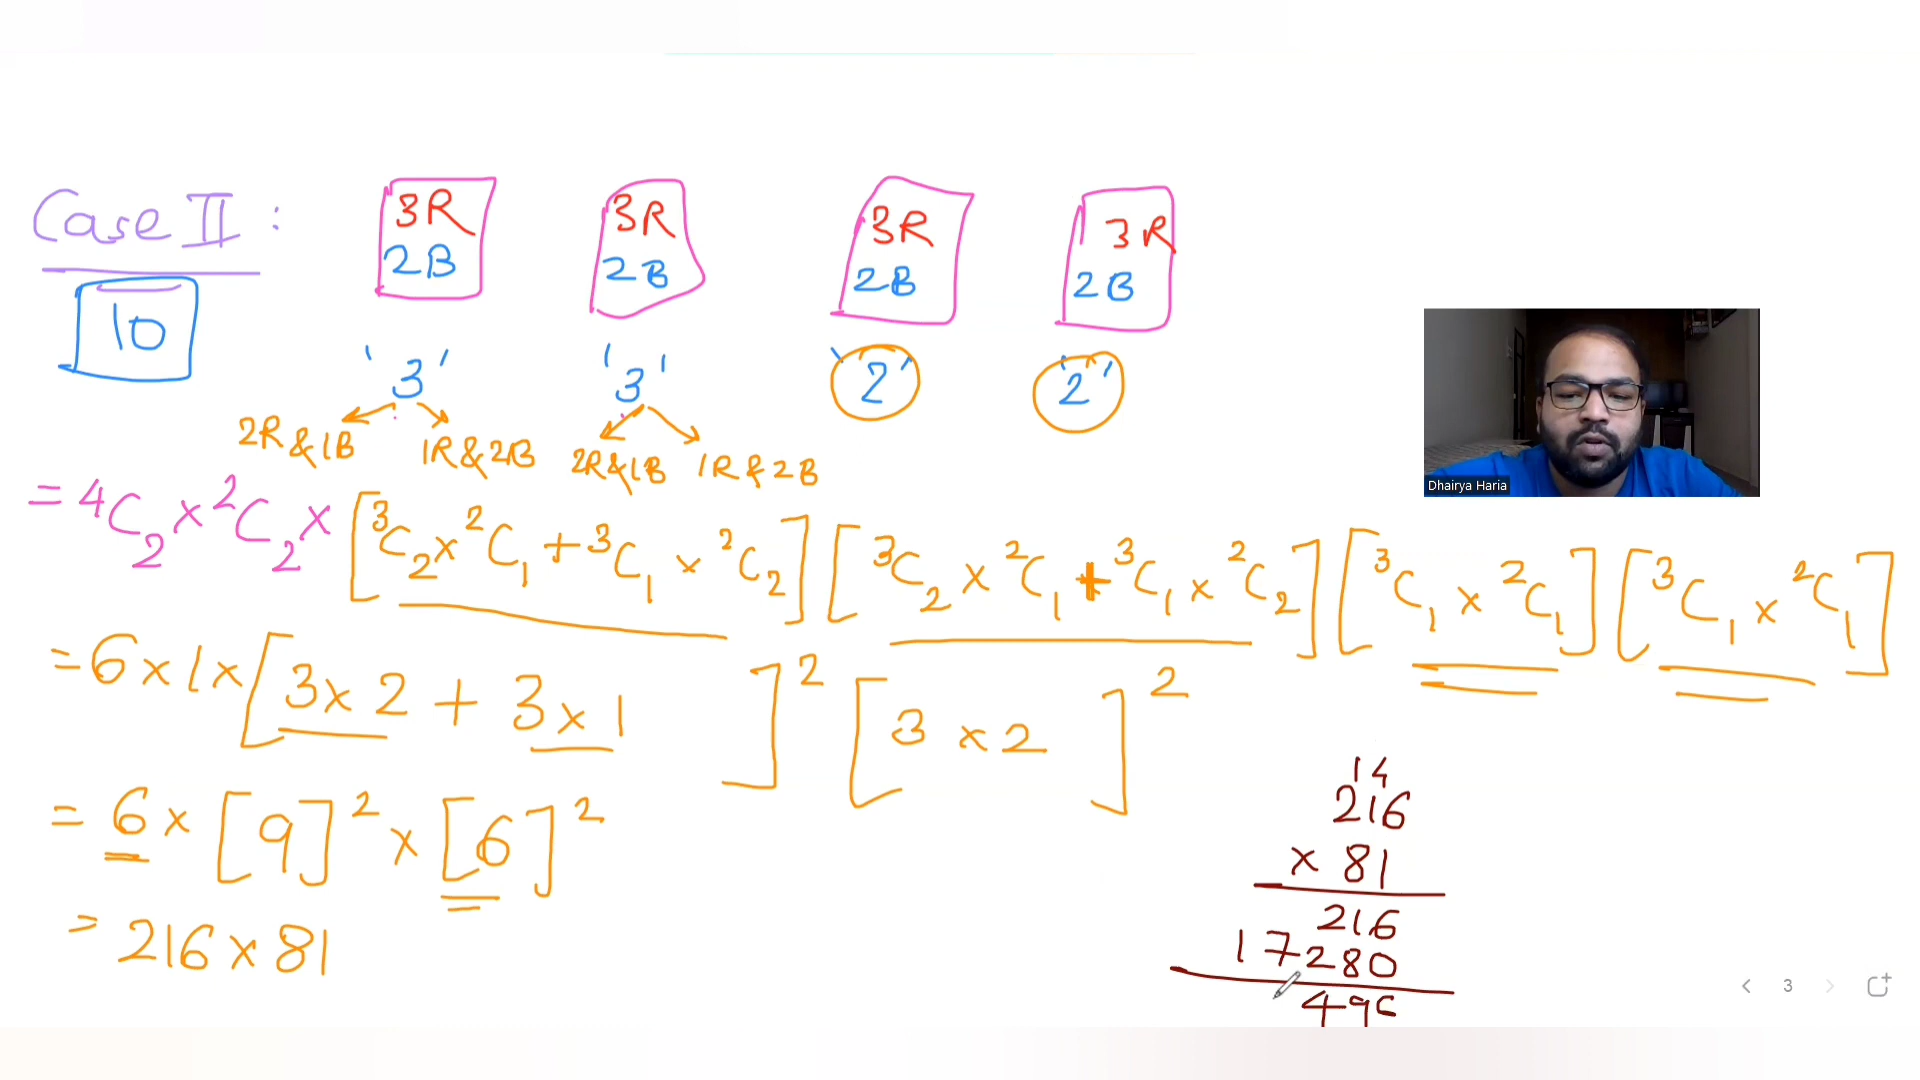 Case II :
3R 3R 3R 3R
2B 2B 2B 2B
10
'3' '3' '2' '2'
2R & 1B 1R & 2B 2R & 1B 1R & 2B
Dhairya Haria
= ⁴C₂ × ²C₂ × [³C₂ × ²C₁ + ³C₁ × ²C₂] [³C₂ × ²C₁ + ³C₁ × ²C₂] [³C₁ × ²C₁] [³C₁ × ²C₁]
= 6 × 1 × [3 × 2 + 3 × 1]² [3 × 2]²
= 6 × [9]² × [6]²
= 216 × 81
14
216
× 81
216
17280
496
3